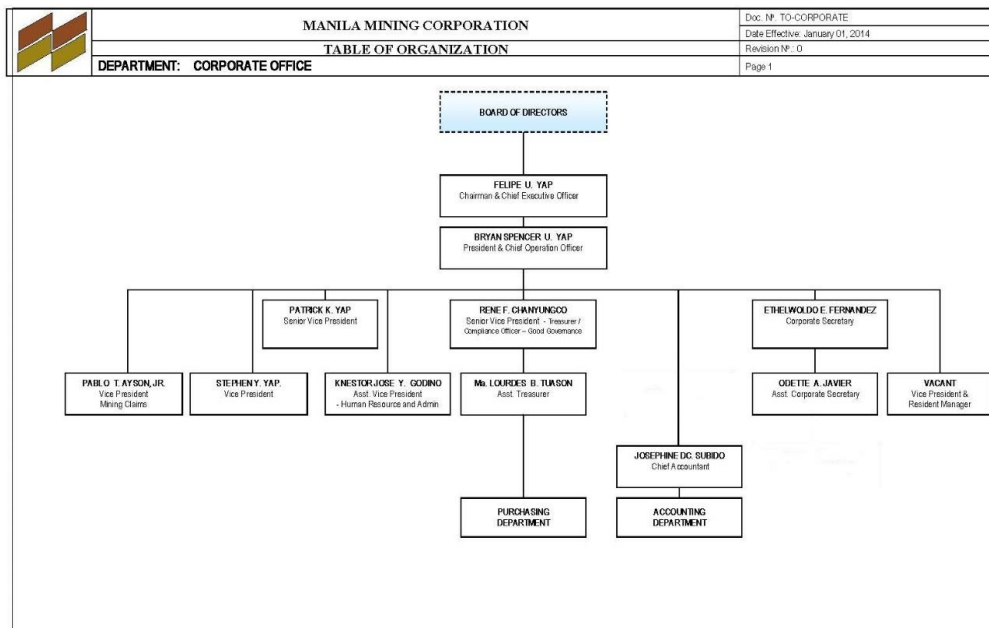 MANILA MINING CORPORATION
TABLE OF ORGANIZATION
DEPARTMENT: CORPORATE OFFICE
Doc. Nº. TO-CORPORATE
Date Effective: January 01, 2014
Revision Nº.: 0
Page 1
BOARD OF DIRECTORS
FELIPE U. YAP
Chairman & Chief Executive Officer
BRYAN SPENCER U. YAP
President & Chief Operation Officer
PATRICK K. YAP
Senior Vice President
RENE F. CHANYUNGCO
Senior Vice President - Treasurer /
Compliance Officer – Good Governance
ETHELWOLDO E. FERNANDEZ
Corporate Secretary
PABLO T. AYSON, JR.
Vice President
Mining Claims
STEPHEN Y. YAP.
Vice President
KNESTOR JOSE Y. GODINO
Asst. Vice President
- Human Resource and Admin
Ma. LOURDES B. TUASON
Asst. Treasurer
ODETTE A. JAVIER
Asst. Corporate Secretary
VACANT
Vice President &
Resident Manager
JOSEPHINE DC. SUBIDO
Chief Accountant
PURCHASING
DEPARTMENT
ACCOUNTING
DEPARTMENT